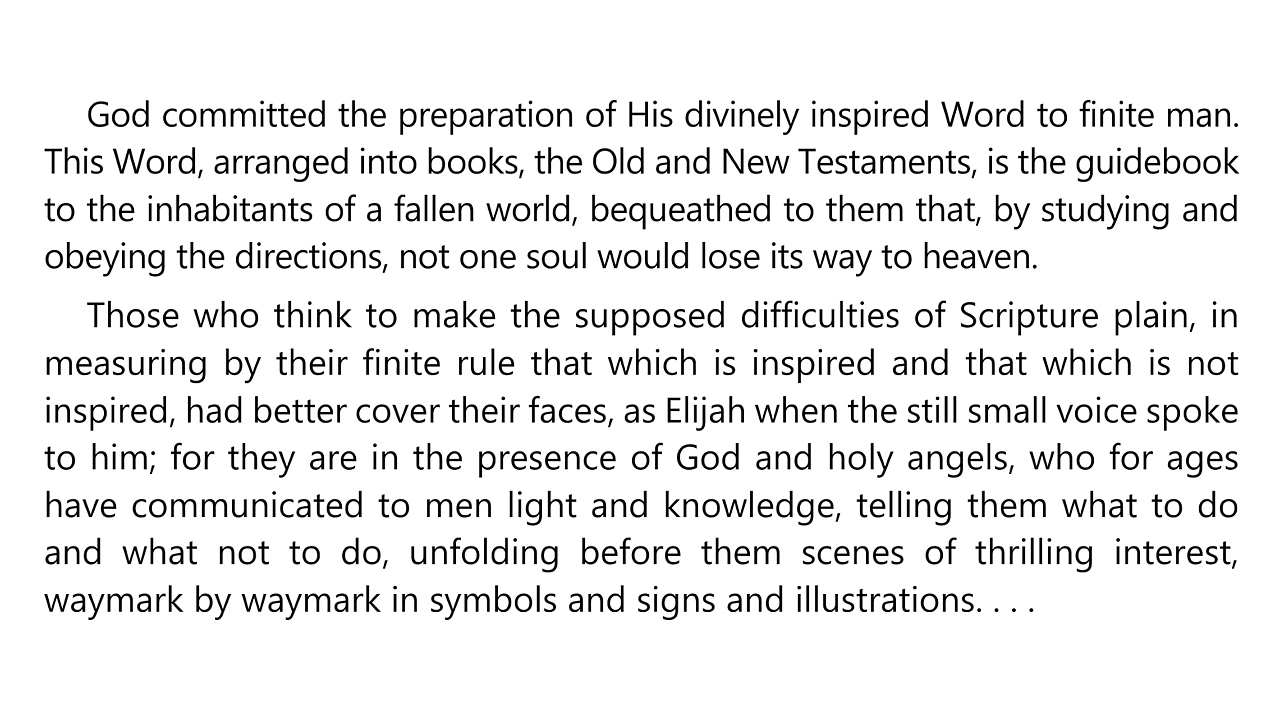 God committed the preparation of His divinely inspired Word to finite man.
This Word, arranged into books, the Old and New Testaments, is the guidebook
to the inhabitants of a fallen world, bequeathed to them that, by studying and
obeying the directions, not one soul would lose its way to heaven.
Those who think to make the supposed difficulties of Scripture plain, in
measuring by their finite rule that which is inspired and that which is not
inspired, had better cover their faces, as Elijah when the still small voice spoke
to him; for they are in the presence of God and holy angels, who for ages
have communicated to men light and knowledge, telling them what to do
and what not to do, unfolding before them scenes of thrilling interest,
waymark by waymark in symbols and signs and illustrations. . . .